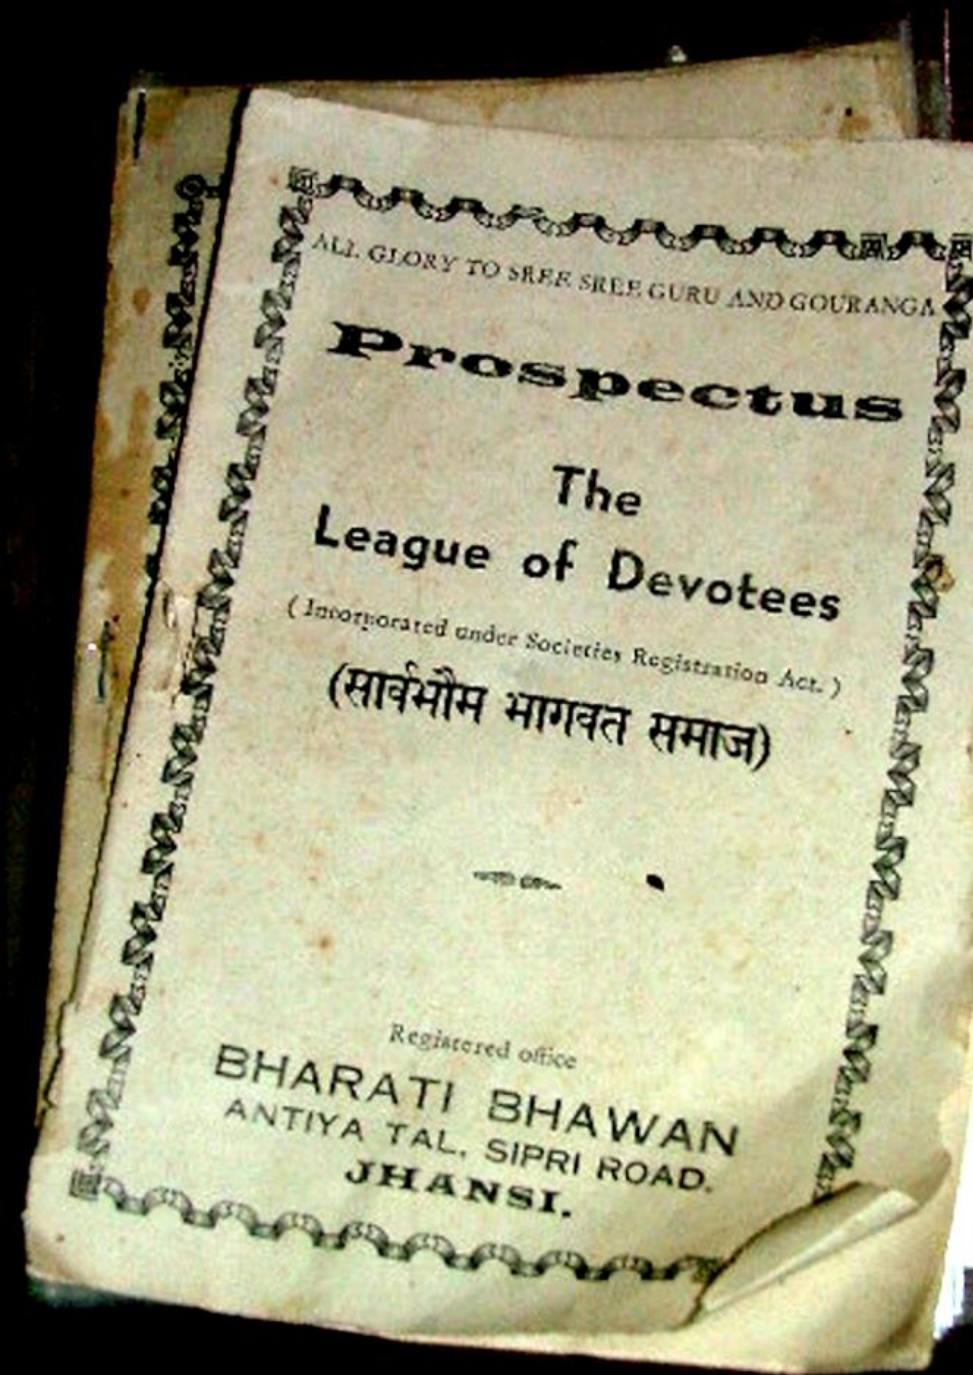 ALL GLORY TO SREE SREE GURU AND GOURANGA
Prospectus
The
League of Devotees
( Incorporated under Societies Registration Act. )
(सार्वभौम भागवत समाज)
Registered office
BHARATI BHAWAN
ANTIYA TAL, SIPRI ROAD.
JHANSI.